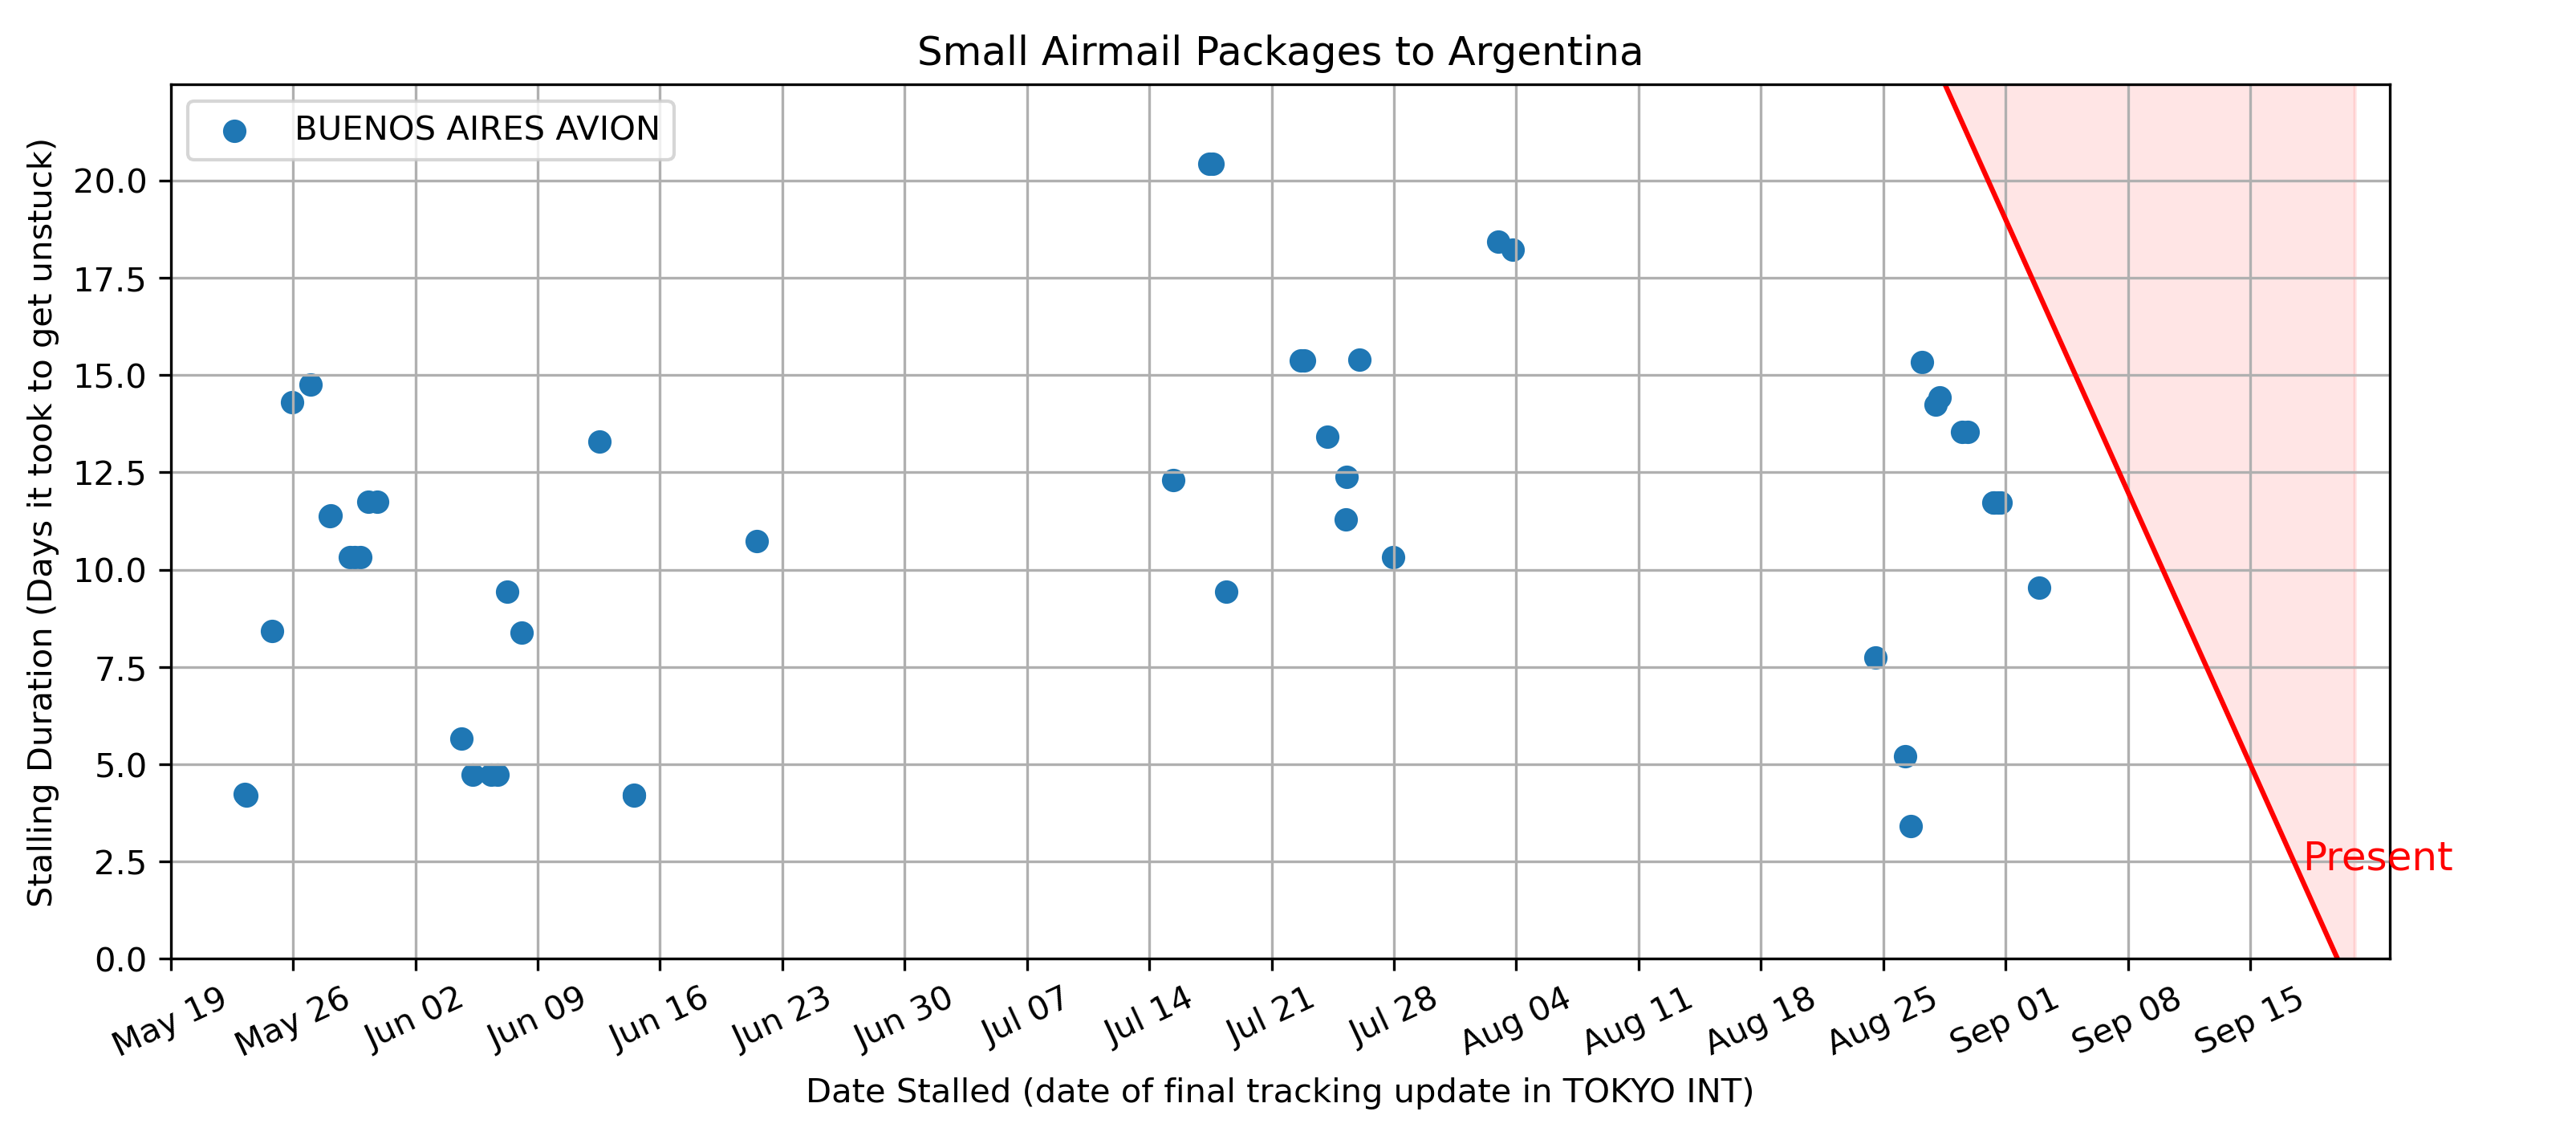 Small Airmail Packages to Argentina
BUENOS AIRES AVION
Stalling Duration (Days it took to get unstuck)
20.0
17.5
15.0
12.5
10.0
7.5
5.0
2.5
0.0
Present
May 19
May 26
Jun 02
Jun 09
Jun 16
Jun 23
Jun 30
Jul 07
Jul 14
Jul 21
Jul 28
Aug 04
Aug 11
Aug 18
Aug 25
Sep 01
Sep 08
Sep 15
Date Stalled (date of final tracking update in TOKYO INT)